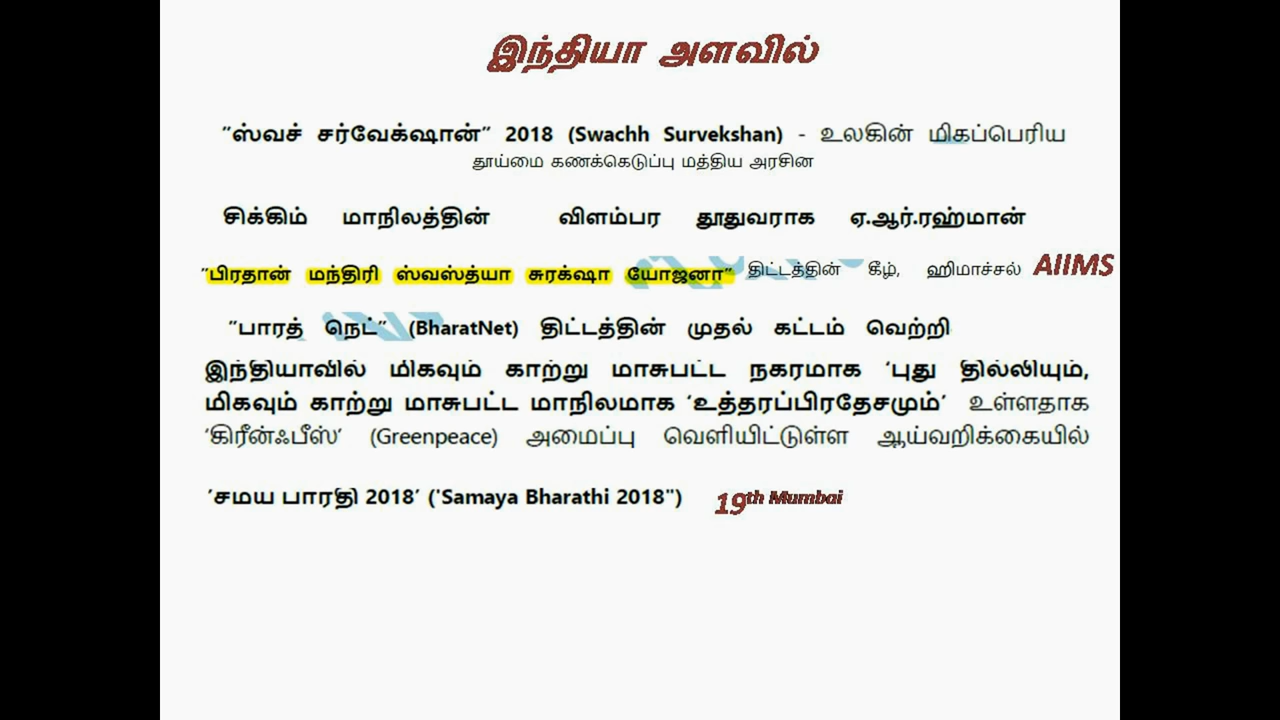 இந்தியா அளவில்
"ஸ்வச் சர்வேக்ஷான்" 2018 (Swachh Survekshan) - உலகின் மிகப்பெரிய
தூய்மை கணக்கெடுப்பு மத்திய அரசின
சிக்கிம் மாநிலத்தின் விளம்பர தூதுவராக ஏ.ஆர்.ரஹ்மான்
"பிரதான் மந்திரி ஸ்வஸ்த்யா சுரக்ஷா யோஜனா" திட்டத்தின் கீழ், ஹிமாச்சல் AIIMS
"பாரத் நெட்" (BharatNet) திட்டத்தின் முதல் கட்டம் வெற்றி
இந்தியாவில் மிகவும் காற்று மாசுபட்ட நகரமாக 'புது தில்லியும்,
மிகவும் காற்று மாசுபட்ட மாநிலமாக 'உத்தரப்பிரதேசமும்' உள்ளதாக
'கிரீன்ஃபீஸ்' (Greenpeace) அமைப்பு வெளியிட்டுள்ள ஆய்வறிக்கையில்
'சமய பாரதி 2018' ('Samaya Bharathi 2018") 19th Mumbai